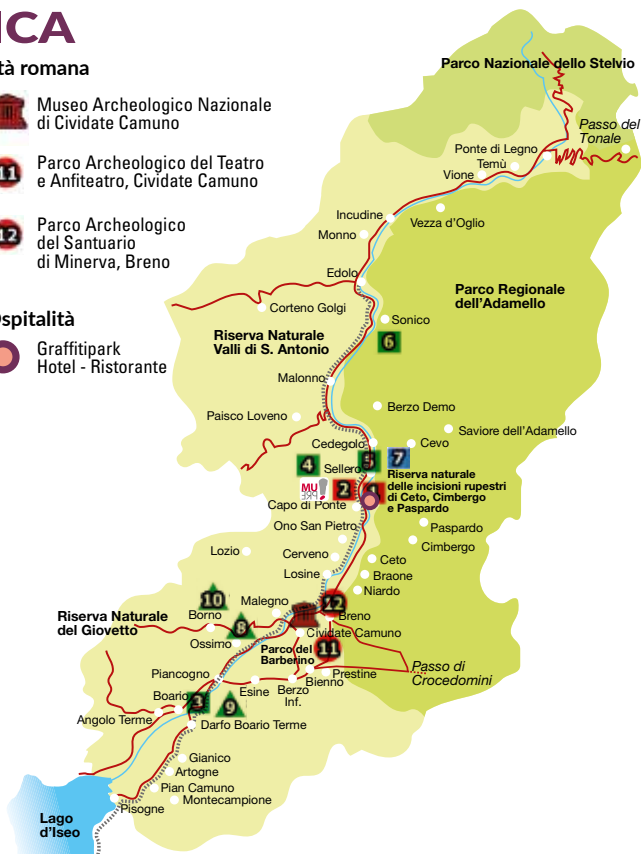 ICA
tà romana
Museo Archeologico Nazionale
di Cividate Camuno
11
Parco Archeologico del Teatro
e Anfiteatro, Cividate Camuno
12
Parco Archeologico
del Santuario
di Minerva, Breno
Ospitalità
Graffitipark
Hotel - Ristorante
Parco Nazionale dello Stelvio
Passo del
Tonale
Ponte di Legno
Temù
Vione
Incudine
Vezza d'Oglio
Monno
Edolo
Parco Regionale
dell'Adamello
Corteno Golgi
Sonico
Riserva Naturale
Valli di S. Antonio
6
Malonno
Berzo Demo
Paisco Loveno
Saviore dell'Adamello
Cedegolo
Cevo
4
Sellero
5
7
MU
PRE
!
2
1
Riserva naturale
delle incisioni rupestri
di Ceto, Cimbergo
e Paspardo
Capo di Ponte
Ono San Pietro
Paspardo
Cimbergo
Lozio
Cerveno
Ceto
Losine
Braone
Niardo
10
Malegno
12
Borno
Breno
Riserva Naturale
del Giovetto
8
Cividate Camuno
Ossimo
Parco del
Barberino
11
Passo di
Crocedomini
Piancogno
Prestine
Bienno
Esine
Berzo
Inf.
Boario
3
9
Angolo Terme
Darfo Boario Terme
Gianico
Artogne
Pian Camuno
Montecampione
Pisogne
Lago
d'Iseo